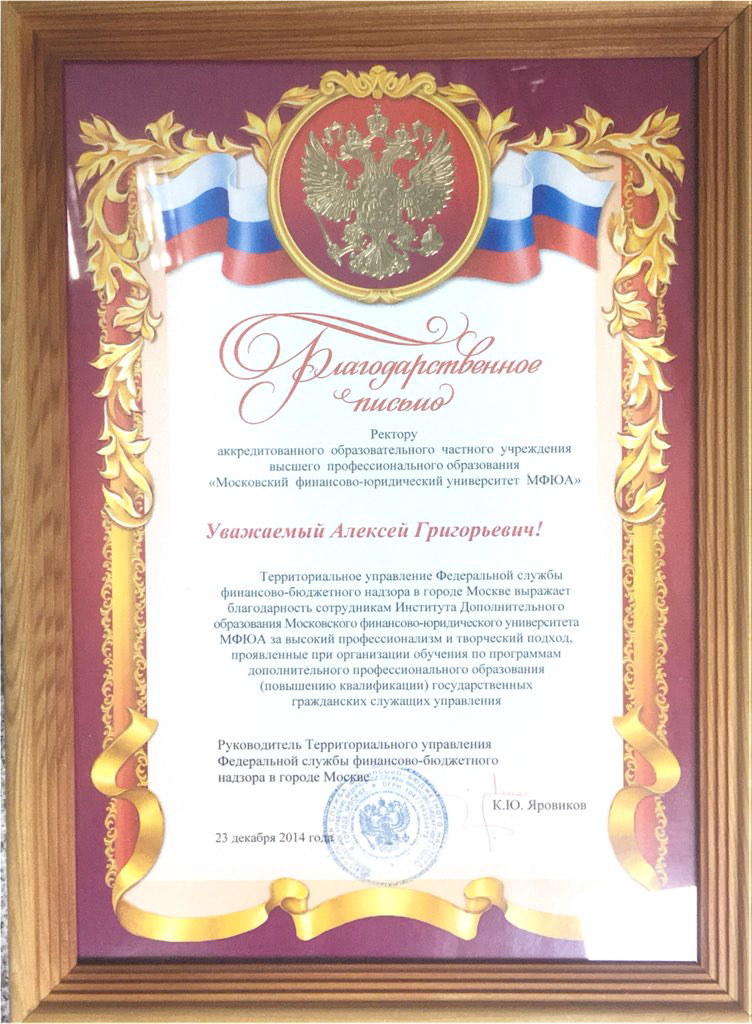 Благодарственное
письмо
Ректору
аккредитованного образовательного частного учреждения
высшего профессионального образования
«Московский финансово-юридический университет МФЮА»
Уважаемый Алексей Григорьевич!
Территориальное управление Федеральной службы
финансово-бюджетного надзора в городе Москве выражает
благодарность сотрудникам Института Дополнительного
образования Московского финансово-юридического университета
МФЮА за высокий профессионализм и творческий подход,
проявленные при организации обучения по программам
дополнительного профессионального образования
(повышению квалификации) государственных
гражданских служащих управления
Руководитель Территориального управления
Федеральной службы финансово-бюджетного
надзора в городе Москве
К.Ю. Яровиков
23 декабря 2014 года